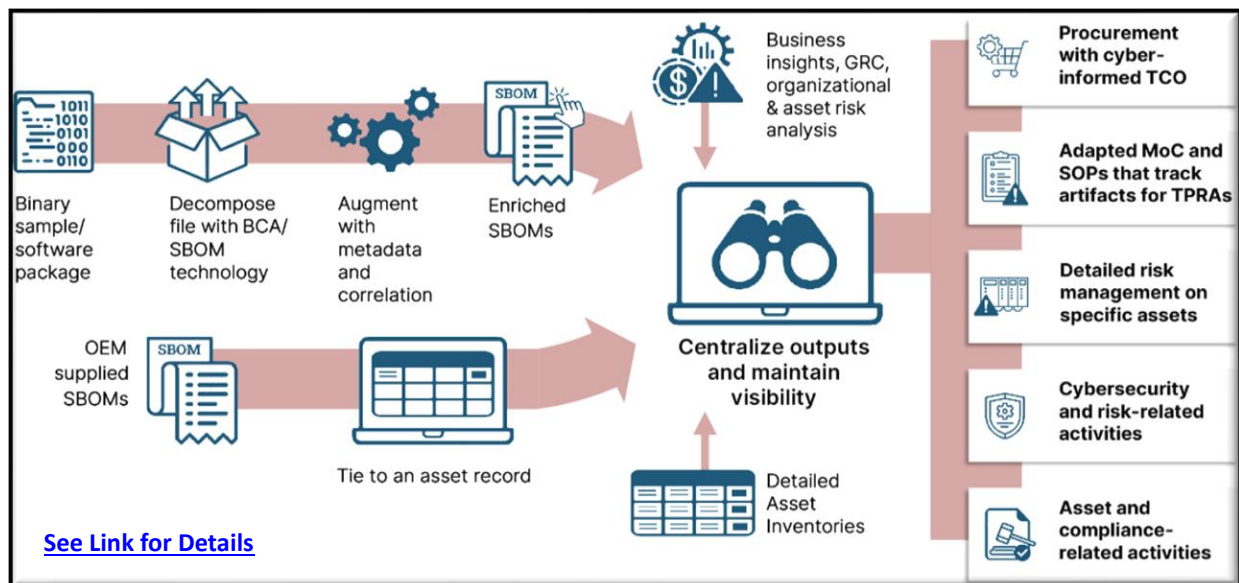 1011
1010
0101
000
0110
Binary
sample/
software
package
Decompose
file with BCA/
SBOM
technology
Augment
with
metadata
and
correlation
SBOM
Enriched
SBOMs
OEM
supplied
SBOMs
SBOM
Tie to an asset record
Business
insights, GRC,
organizational
& asset risk
analysis
Centralize outputs
and maintain
visibility
Detailed
Asset
Inventories
Procurement
with cyber-
informed TCO
Adapted MoC and
SOPs that track
artifacts for TPRAs
Detailed risk
management on
specific assets
Cybersecurity
and risk-related
activities
Asset and
compliance-
related activities
See Link for Details